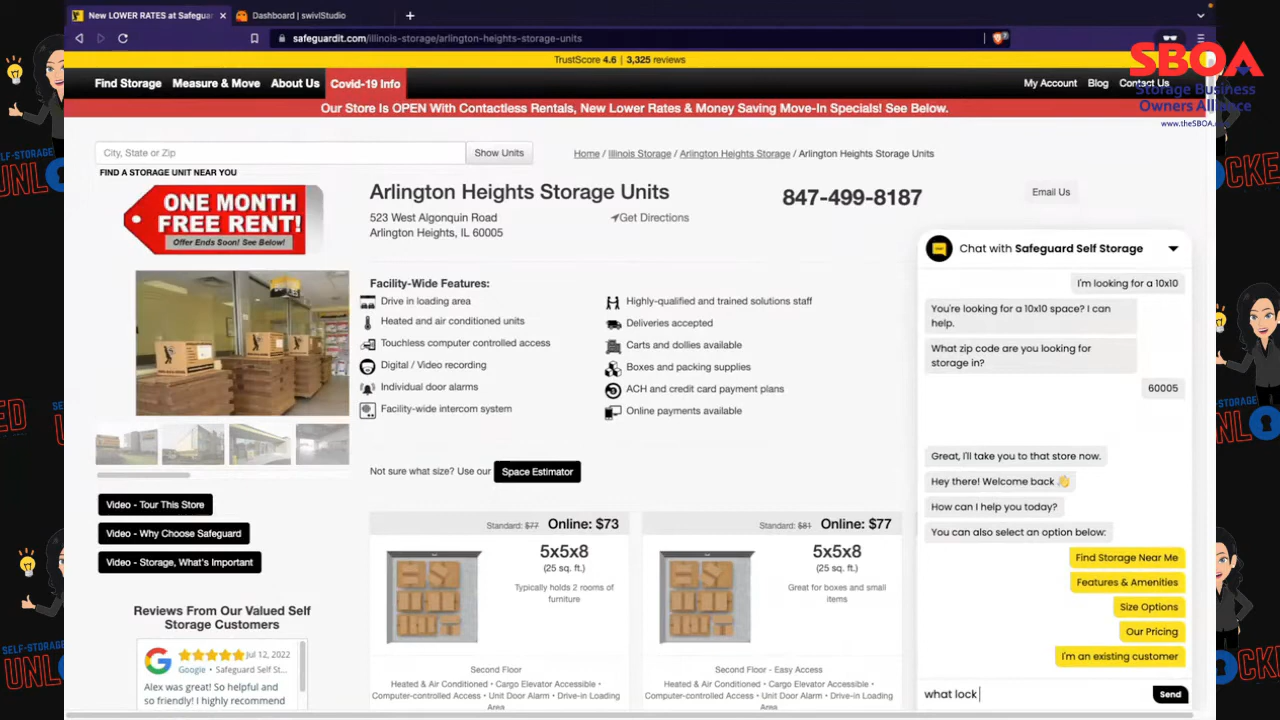 New LOWER RATES at Safegua
Dashboard | swivlStudio
safeguardit.com/illinois-storage/arlington-heights-storage-units
TrustScore 4.6 | 3,325 reviews
Find Storage Measure & Move About Us Covid-19 Info
My Account Blog Contact Us
SBOA
Storage Business
Owners Alliance
www.theSBOA.
Our Store Is OPEN With Contactless Rentals, New Lower Rates & Money Saving Move-In Specials! See Below.
City, State or Zip
Show Units
FIND A STORAGE UNIT NEAR YOU
Home / Illinois Storage / Arlington Heights Storage / Arlington Heights Storage Units
ONE MONTH
FREE RENT!
Offer Ends Soon! See Below!
Arlington Heights Storage Units
523 West Algonquin Road
Arlington Heights, IL 60005
Get Directions
847-499-8187
Email Us
Facility-Wide Features:
Drive in loading area
Heated and air conditioned units
Touchless computer controlled access
Digital / Video recording
Individual door alarms
Facility-wide intercom system
Highly-qualified and trained solutions staff
Deliveries accepted
Carts and dollies available
Boxes and packing supplies
ACH and credit card payment plans
Online payments available
Not sure what size? Use our Space Estimator
Video - Tour This Store
Video - Why Choose Safeguard
Video - Storage, What's Important
Reviews From Our Valued Self
Storage Customers
Jul 12, 2022
Google • Safeguard Self St...
Alex was great! So helpful and
so friendly! I highly recommend
Standard: $77 Online: $73
5x5x8
(25 sq. ft.)
Typically holds 2 rooms of
furniture
Second Floor
Heated & Air Conditioned • Cargo Elevator Accessible •
Computer-controlled Access • Unit Door Alarm • Drive-in Loading
Area
Standard: $81 Online: $77
5x5x8
(25 sq. ft.)
Great for boxes and small
items
Second Floor - Easy Access
Heated & Air Conditioned • Cargo Elevator Accessible •
Computer-controlled Access • Unit Door Alarm • Drive-in Loading
Area
Chat with Safeguard Self Storage
I'm looking for a 10x10
You're looking for a 10x10 space? I can
help.
What zip code are you looking for
storage in?
60005
Great, I'll take you to that store now.
Hey there! Welcome back 👋
How can I help you today?
You can also select an option below:
Find Storage Near Me
Features & Amenities
Size Options
Our Pricing
I'm an existing customer
what lock
Send